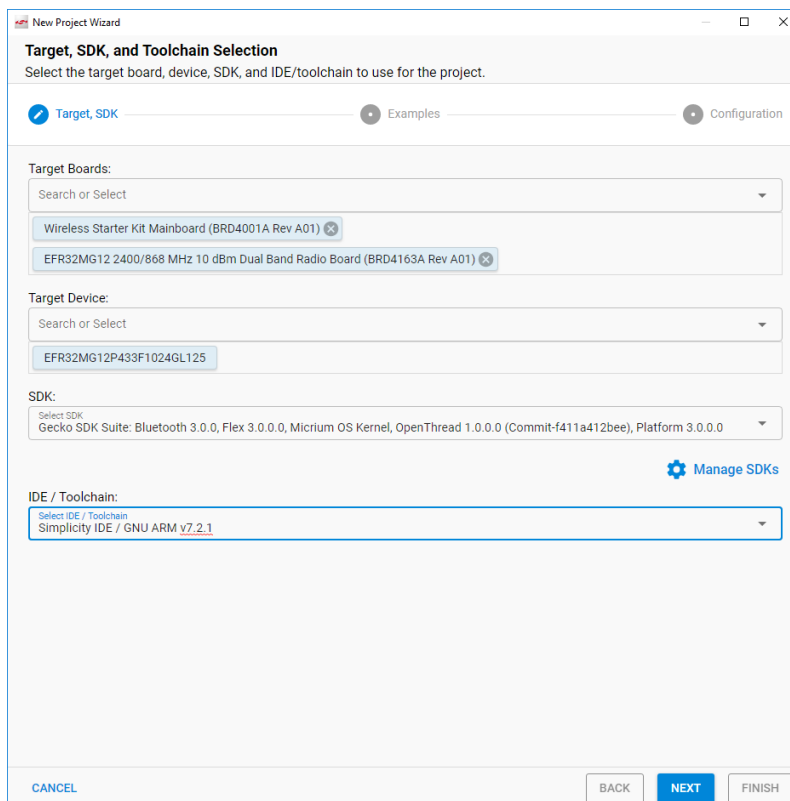 New Project Wizard
Target, SDK, and Toolchain Selection
Select the target board, device, SDK, and IDE/toolchain to use for the project.
Target, SDK
Examples
Configuration
Target Boards:
Search or Select
Wireless Starter Kit Mainboard (BRD4001A Rev A01)
EFR32MG12 2400/868 MHz 10 dBm Dual Band Radio Board (BRD4163A Rev A01)
Target Device:
Search or Select
EFR32MG12P433F1024GL125
SDK:
Select SDK
Gecko SDK Suite: Bluetooth 3.0.0, Flex 3.0.0.0, Micrium OS Kernel, OpenThread 1.0.0.0 (Commit-f411a412bee), Platform 3.0.0.0
Manage SDKs
IDE / Toolchain:
Select IDE / Toolchain
Simplicity IDE / GNU ARM v7.2.1
CANCEL
BACK
NEXT
FINISH